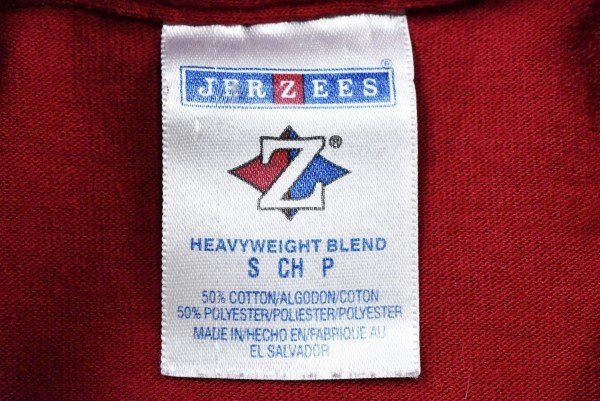 JERZEES®
Z®
HEAVYWEIGHT BLEND
S CH P
50% COTTON/ALGODON/COTON
50% POLYESTER/POLIESTER/POLYESTER
MADE IN/HECHO EN/FABRIQUE AU
EL SALVADOR